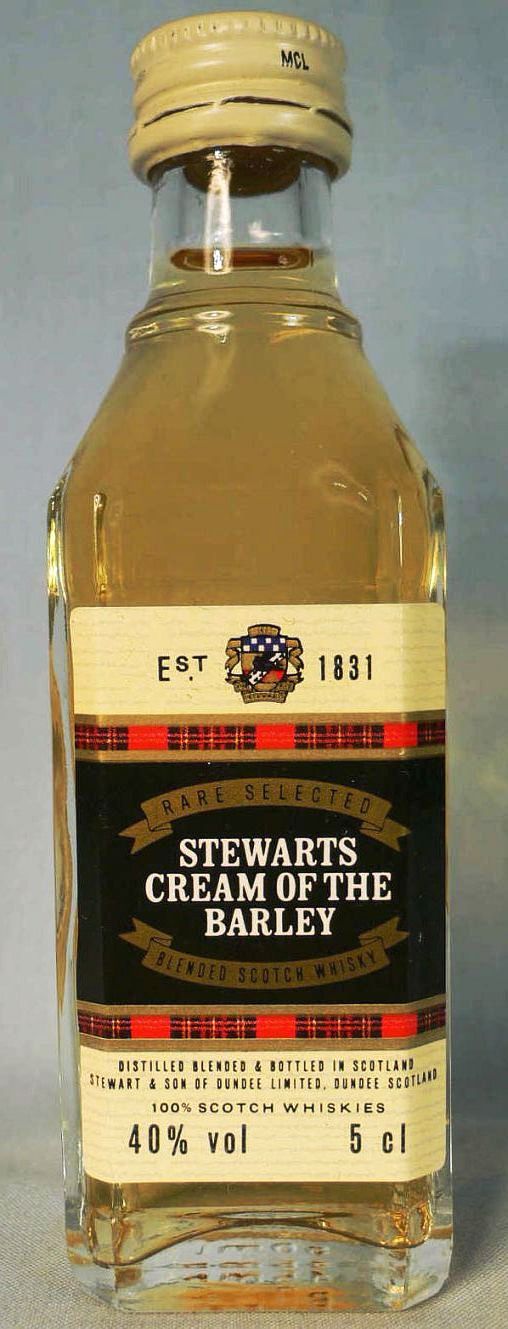 MCL
EST. 1831
RARE SELECTED
STEWARTS
CREAM OF THE
BARLEY
BLENDED SCOTCH WHISKY
DISTILLED BLENDED & BOTTLED IN SCOTLAND
STEWART & SON OF DUNDEE LIMITED, DUNDEE SCOTLAND
100% SCOTCH WHISKIES
40% vol 5 cl